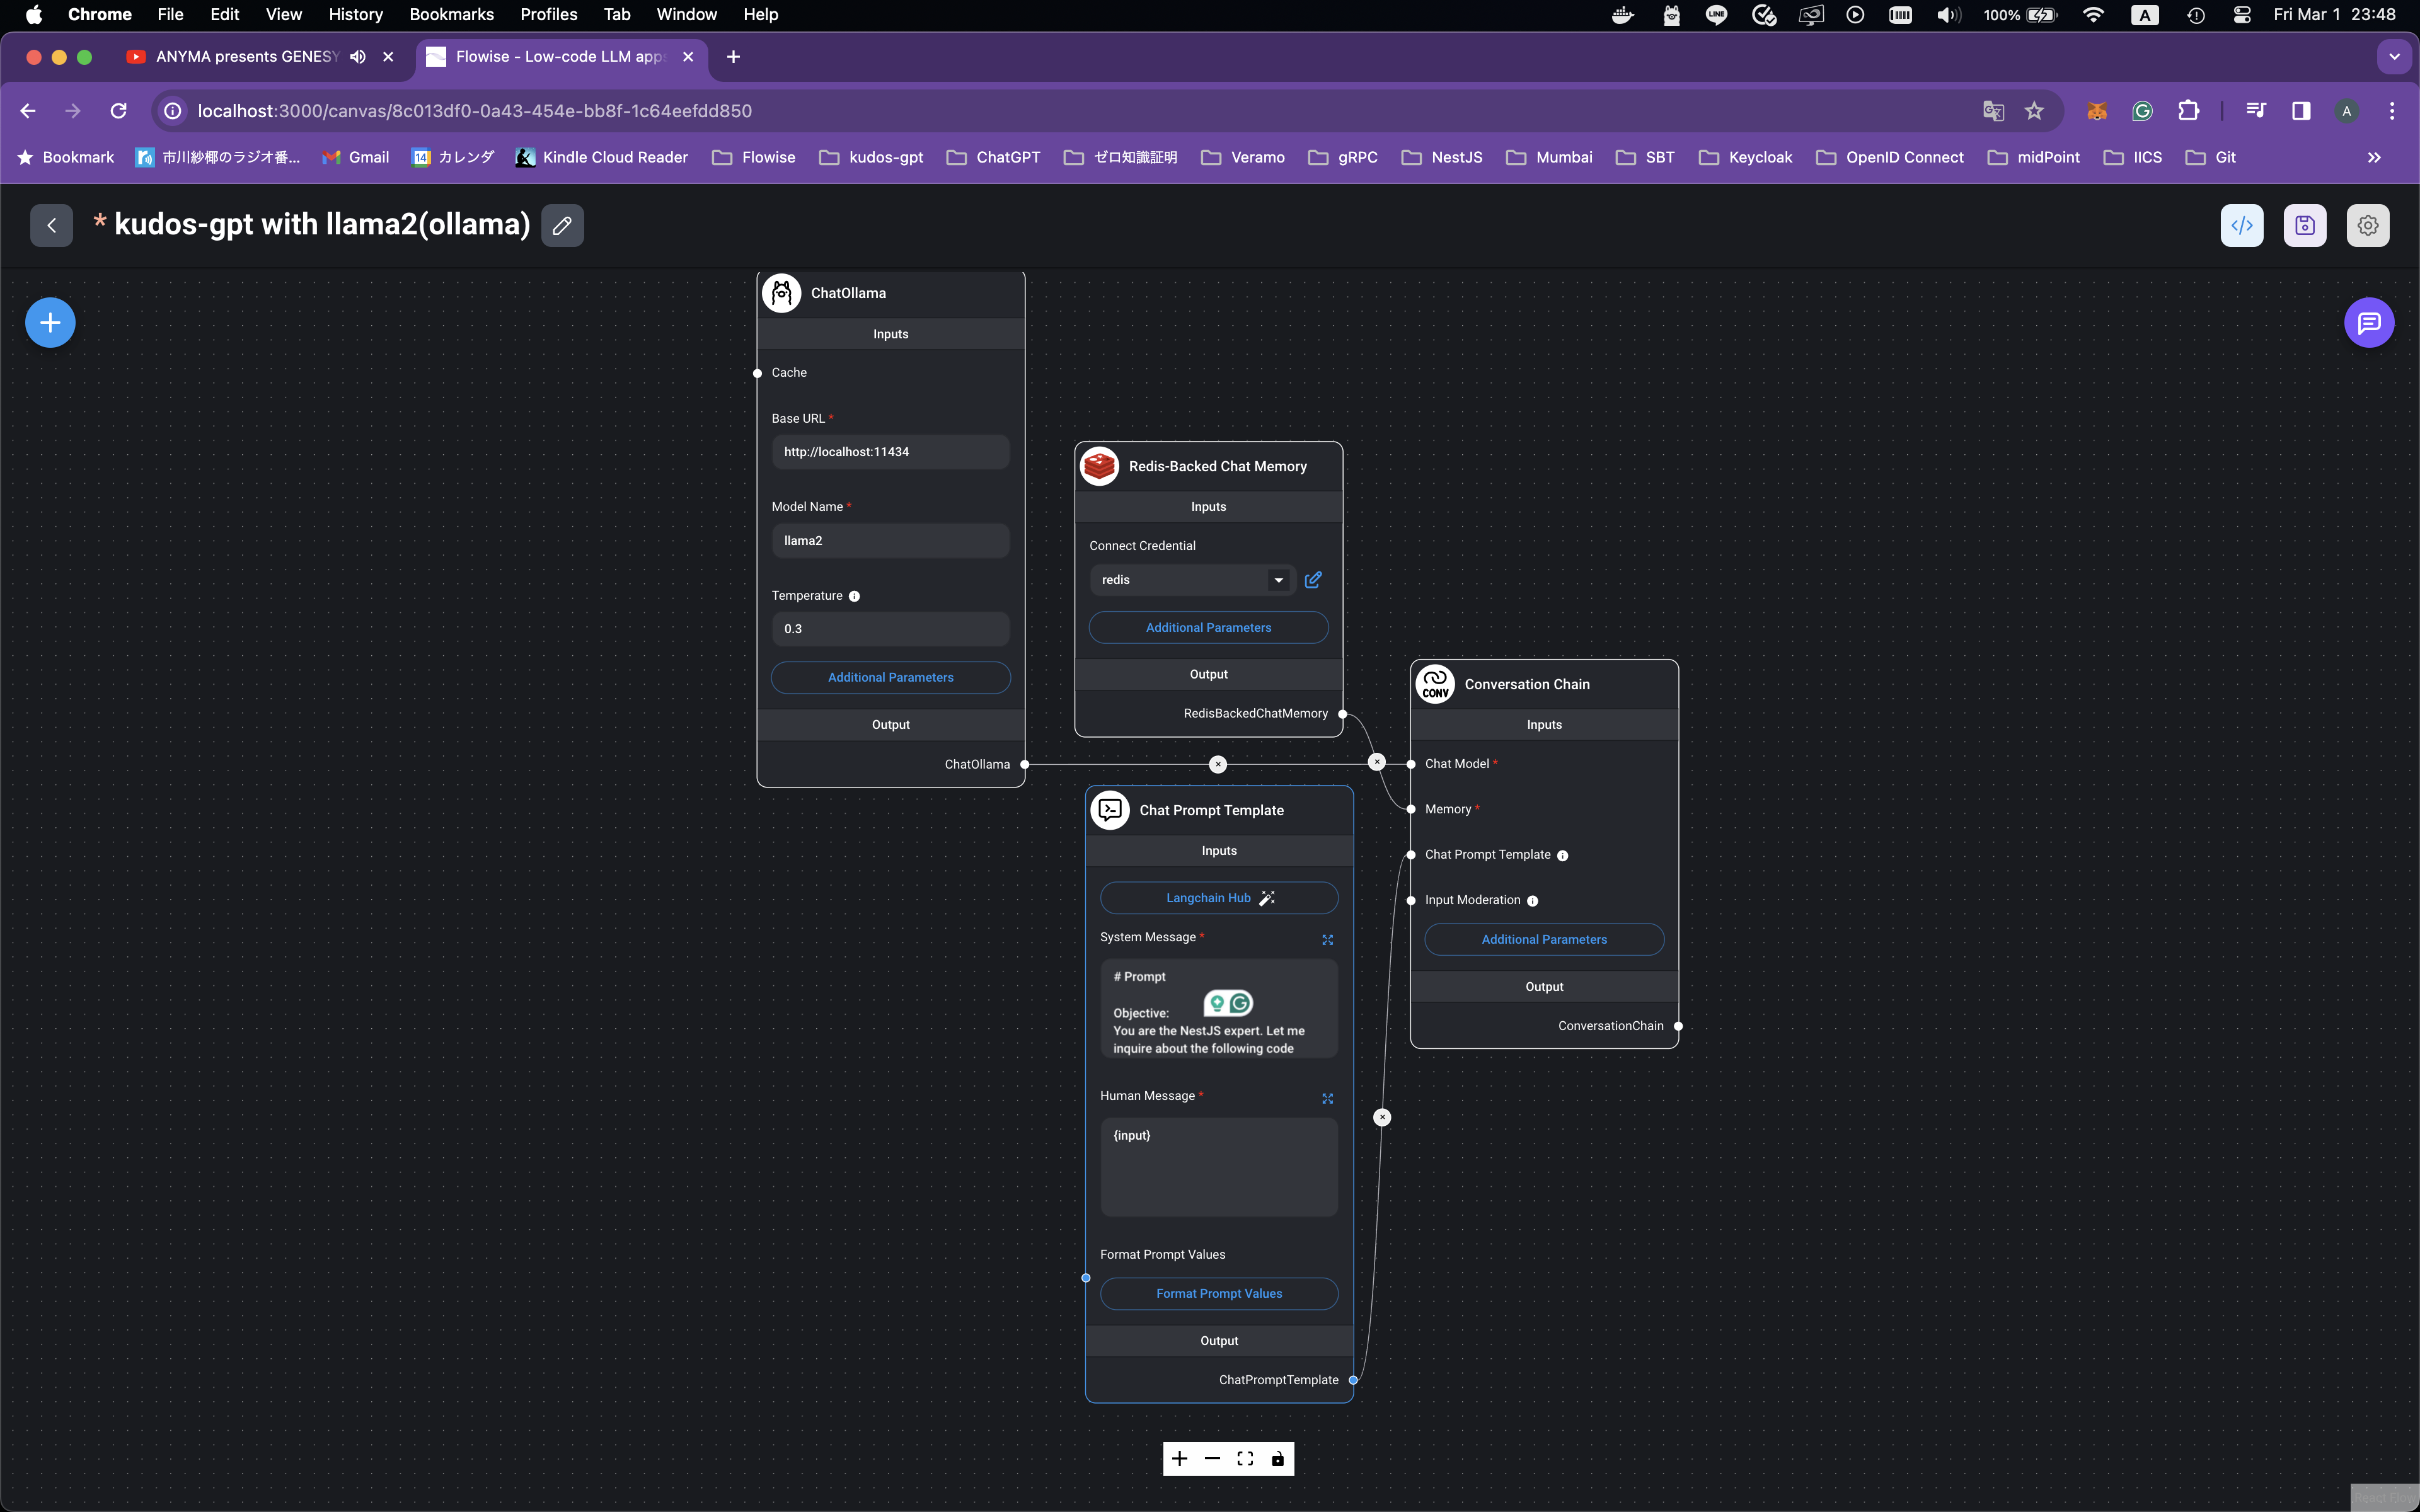 Chrome File Edit View History Bookmarks Profiles Tab Window Help LINE 100% A Fri Mar 1 23:48
ANYMA presents GENESY Flowise - Low-code LLM apps
localhost:3000/canvas/8c013df0-0a43-454e-bb8f-1c64eefdd850 A
Bookmark 市川紗椰のラジオ番... Gmail 14 カレンダ Kindle Cloud Reader Flowise kudos-gpt ChatGPT ゼロ知識証明 Veramo gRPC NestJS Mumbai SBT Keycloak OpenID Connect midPoint IICS Git
* kudos-gpt with llama2(ollama)
ChatOllama
Inputs
Cache
Base URL *
http://localhost:11434
Model Name *
llama2
Temperature
0.3
Additional Parameters
Output
ChatOllama
Redis-Backed Chat Memory
Inputs
Connect Credential
redis
Additional Parameters
Output
RedisBackedChatMemory
Chat Prompt Template
Inputs
Langchain Hub
System Message *
# Prompt
Objective:
You are the NestJS expert. Let me
inquire about the following code
Human Message *
{input}
Format Prompt Values
Format Prompt Values
Output
ChatPromptTemplate
CONV
Conversation Chain
Inputs
Chat Model *
Memory *
Chat Prompt Template
Input Moderation
Additional Parameters
Output
ConversationChain